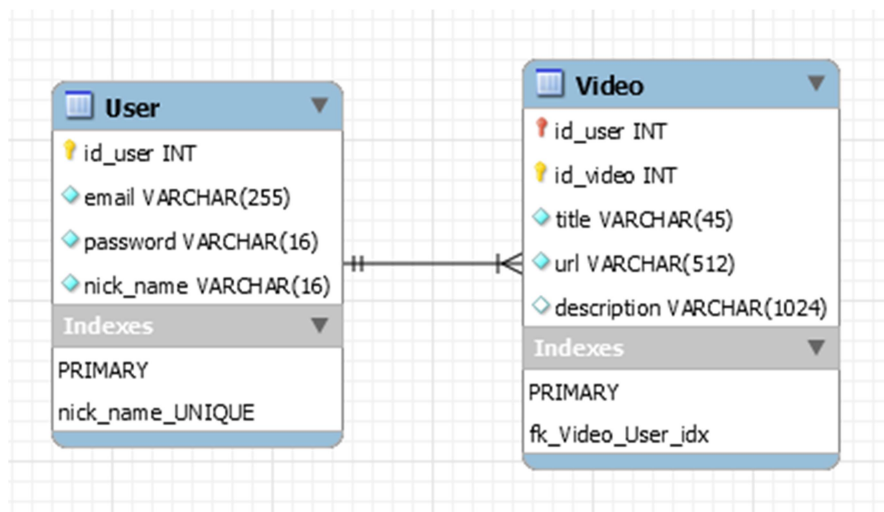 User
id_user INT
email VARCHAR(255)
password VARCHAR(16)
nick_name VARCHAR(16)
Indexes
PRIMARY
nick_name_UNIQUE
Video
id_user INT
id_video INT
title VARCHAR(45)
url VARCHAR(512)
description VARCHAR(1024)
Indexes
PRIMARY
fk_Video_User_idx